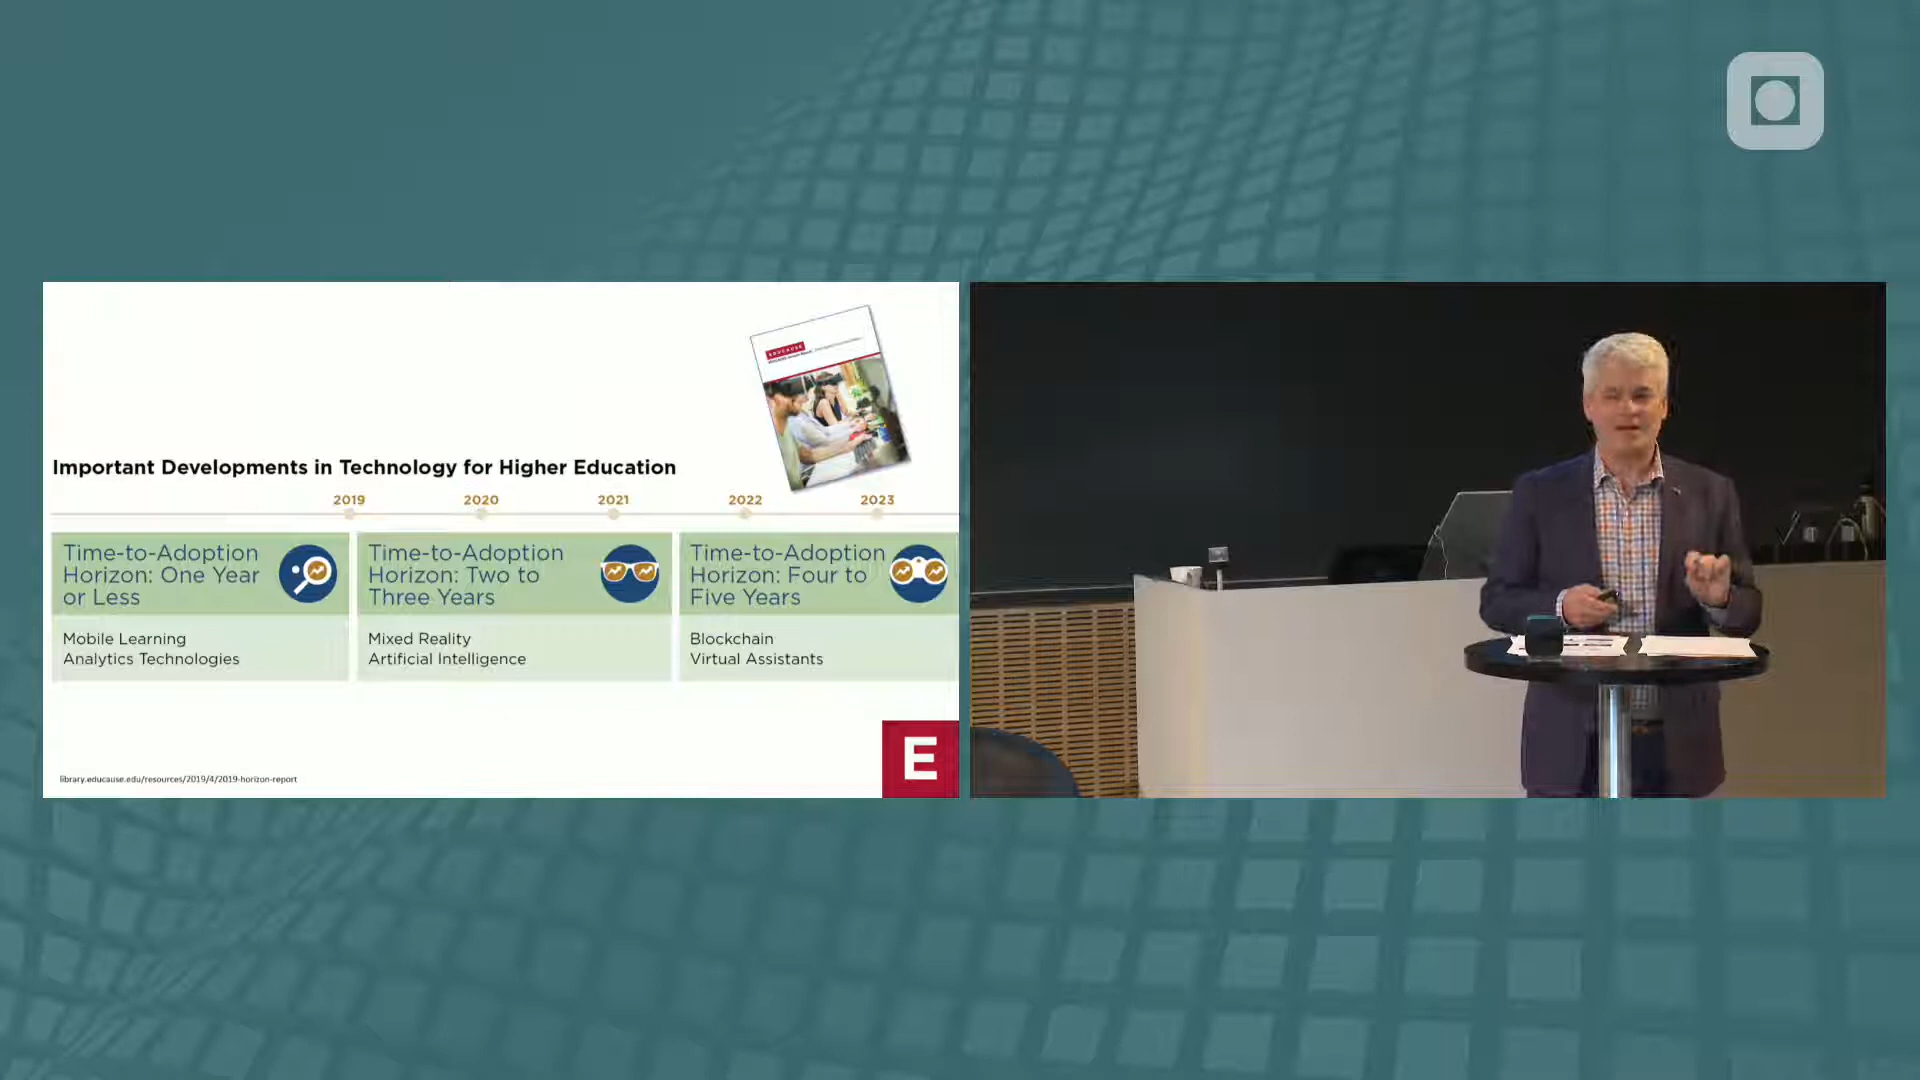 EDUCAUSE
Important Developments in Technology for Higher Education
2019 2020 2021 2022 2023
Time-to-Adoption
Horizon: One Year
or Less
Mobile Learning
Analytics Technologies
Time-to-Adoption
Horizon: Two to
Three Years
Mixed Reality
Artificial Intelligence
Time-to-Adoption
Horizon: Four to
Five Years
Blockchain
Virtual Assistants
E
library.educause.edu/resources/2019/4/2019-horizon-report